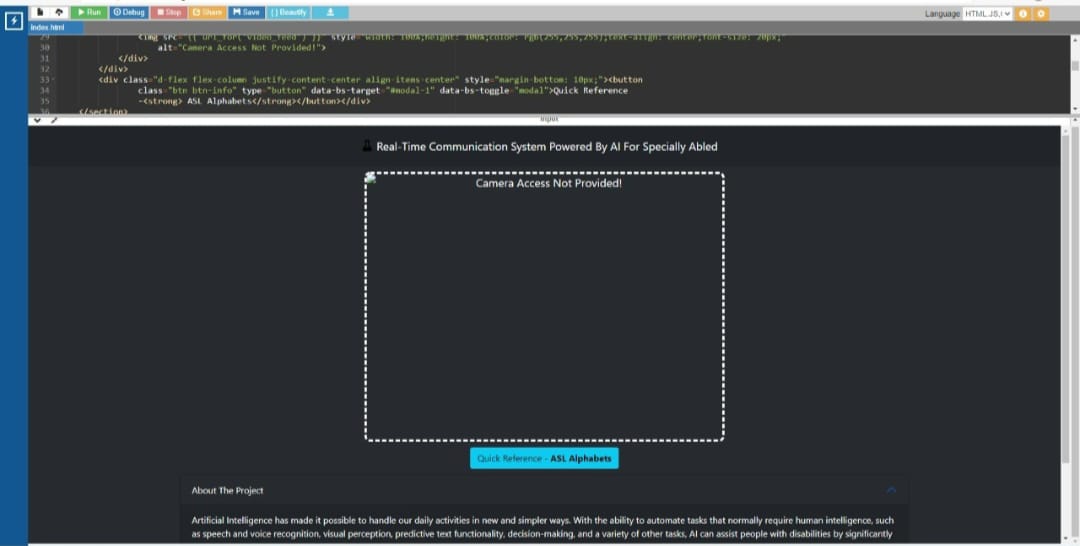 Run Debug Stop Share Save { } Beautify
Language HTML, JS,
index.html
29 <img src="{{ url_for('video_feed') }}" style="width: 100%;height: 100%;color: rgb(255,255,255);text-align: center;font-size: 20px;"
30 alt="Camera Access Not Provided!">
31 </div>
32 </div>
33 <div class="d-flex flex-column justify-content-center align-items-center" style="margin-bottom: 10px;"><button
34 class="btn btn-info" type="button" data-bs-target="#modal-1" data-bs-toggle="modal">Quick Reference
35 -<strong> ASL Alphabets</strong></button></div>
36 </section>
input
Real-Time Communication System Powered By AI For Specially Abled
Camera Access Not Provided!
Quick Reference - ASL Alphabets
About The Project
Artificial Intelligence has made it possible to handle our daily activities in new and simpler ways. With the ability to automate tasks that normally require human intelligence, such
as speech and voice recognition, visual perception, predictive text functionality, decision-making, and a variety of other tasks, AI can assist people with disabilities by significantly